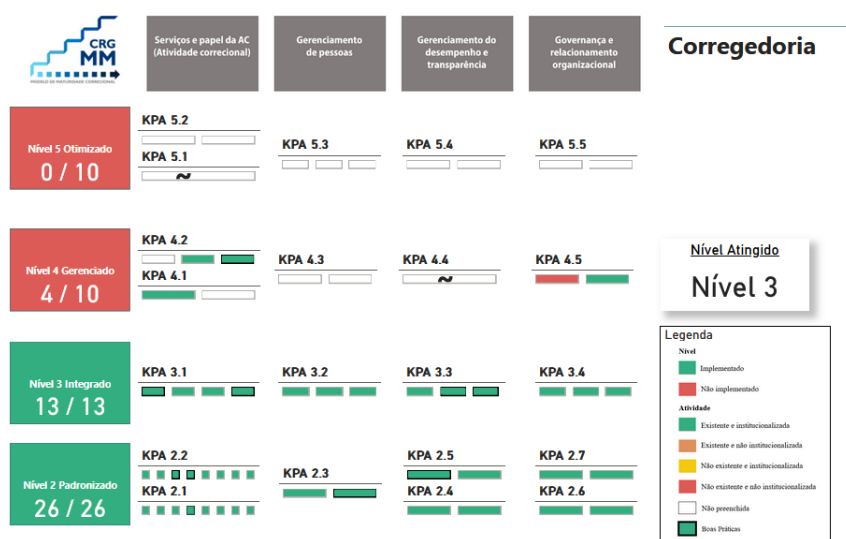 CRG
MM
MODELO DE MATURIDADE CORRECIONAL
Serviços e papel da AC
(Atividade correcional)
Gerenciamento
de pessoas
Gerenciamento do
desempenho e
transparência
Governança e
relacionamento
organizacional
Corregedoria
Nível 5 Otimizado
0 / 10
KPA 5.2
KPA 5.1
~
KPA 5.3
KPA 5.4
KPA 5.5
Nível 4 Gerenciado
4 / 10
KPA 4.2
KPA 4.1
KPA 4.3
KPA 4.4
~
KPA 4.5
Nível Atingido
Nível 3
Nível 3 Integrado
13 / 13
KPA 3.1
KPA 3.2
KPA 3.3
KPA 3.4
Nível 2 Padronizado
26 / 26
KPA 2.2
KPA 2.1
KPA 2.3
KPA 2.5
KPA 2.4
KPA 2.7
KPA 2.6
Legenda
Nível
Implementado
Não implementado
Atividade
Existente e institucionalizada
Existente e não institucionalizada
Não existente e institucionalizada
Não existente e não institucionalizada
Não preenchida
Boas Práticas